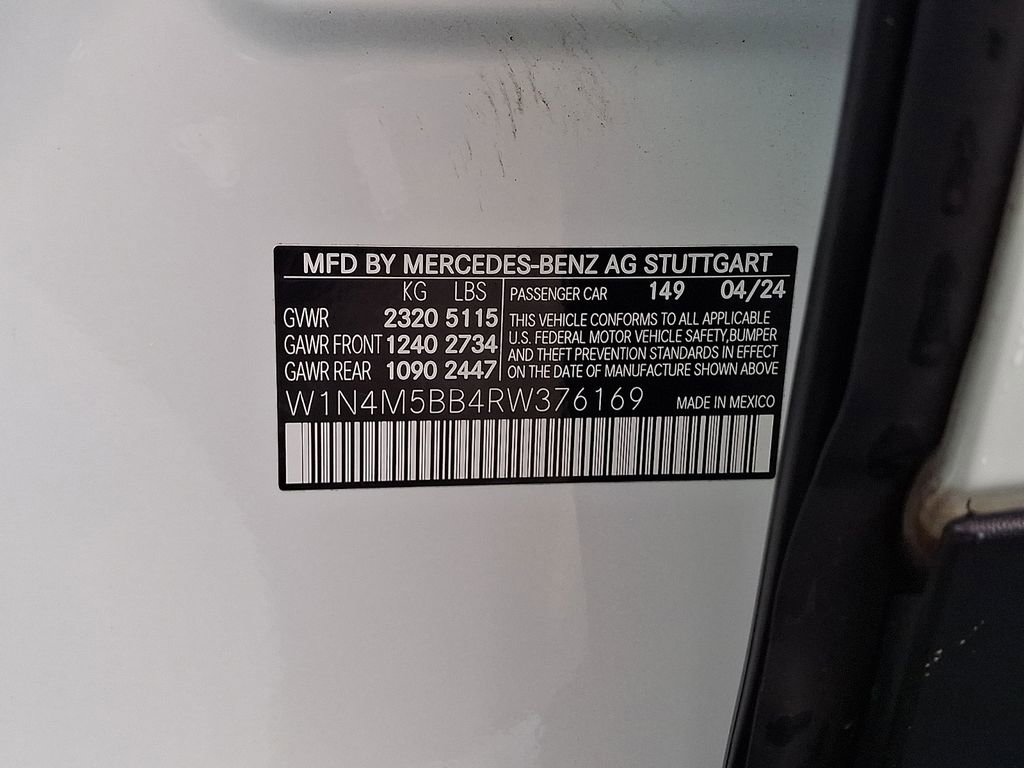 MFD BY MERCEDES-BENZ AG STUTTGART
KG LBS
GVWR 2320 5115
GAWR FRONT 1240 2734
GAWR REAR 1090 2447
PASSENGER CAR 149 04/24
THIS VEHICLE CONFORMS TO ALL APPLICABLE
U.S. FEDERAL MOTOR VEHICLE SAFETY,BUMPER
AND THEFT PREVENTION STANDARDS IN EFFECT
ON THE DATE OF MANUFACTURE SHOWN ABOVE
W1N4M5BB4RW376169 MADE IN MEXICO